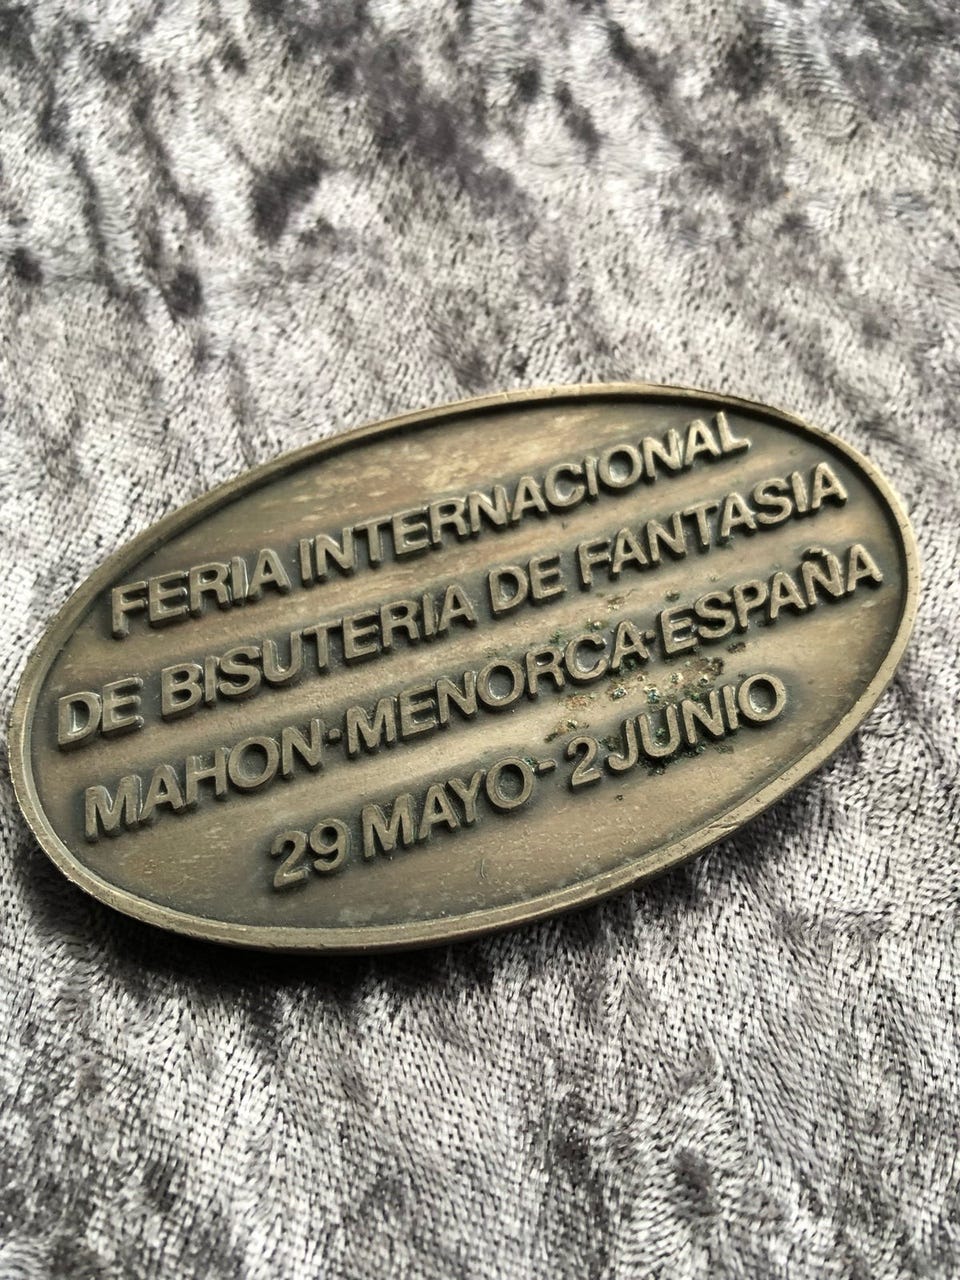 FERIA INTERNACIONAL
DE BISUTERIA DE FANTASIA
MAHON·MENORCA·ESPAÑA
29 MAYO - 2 JUNIO